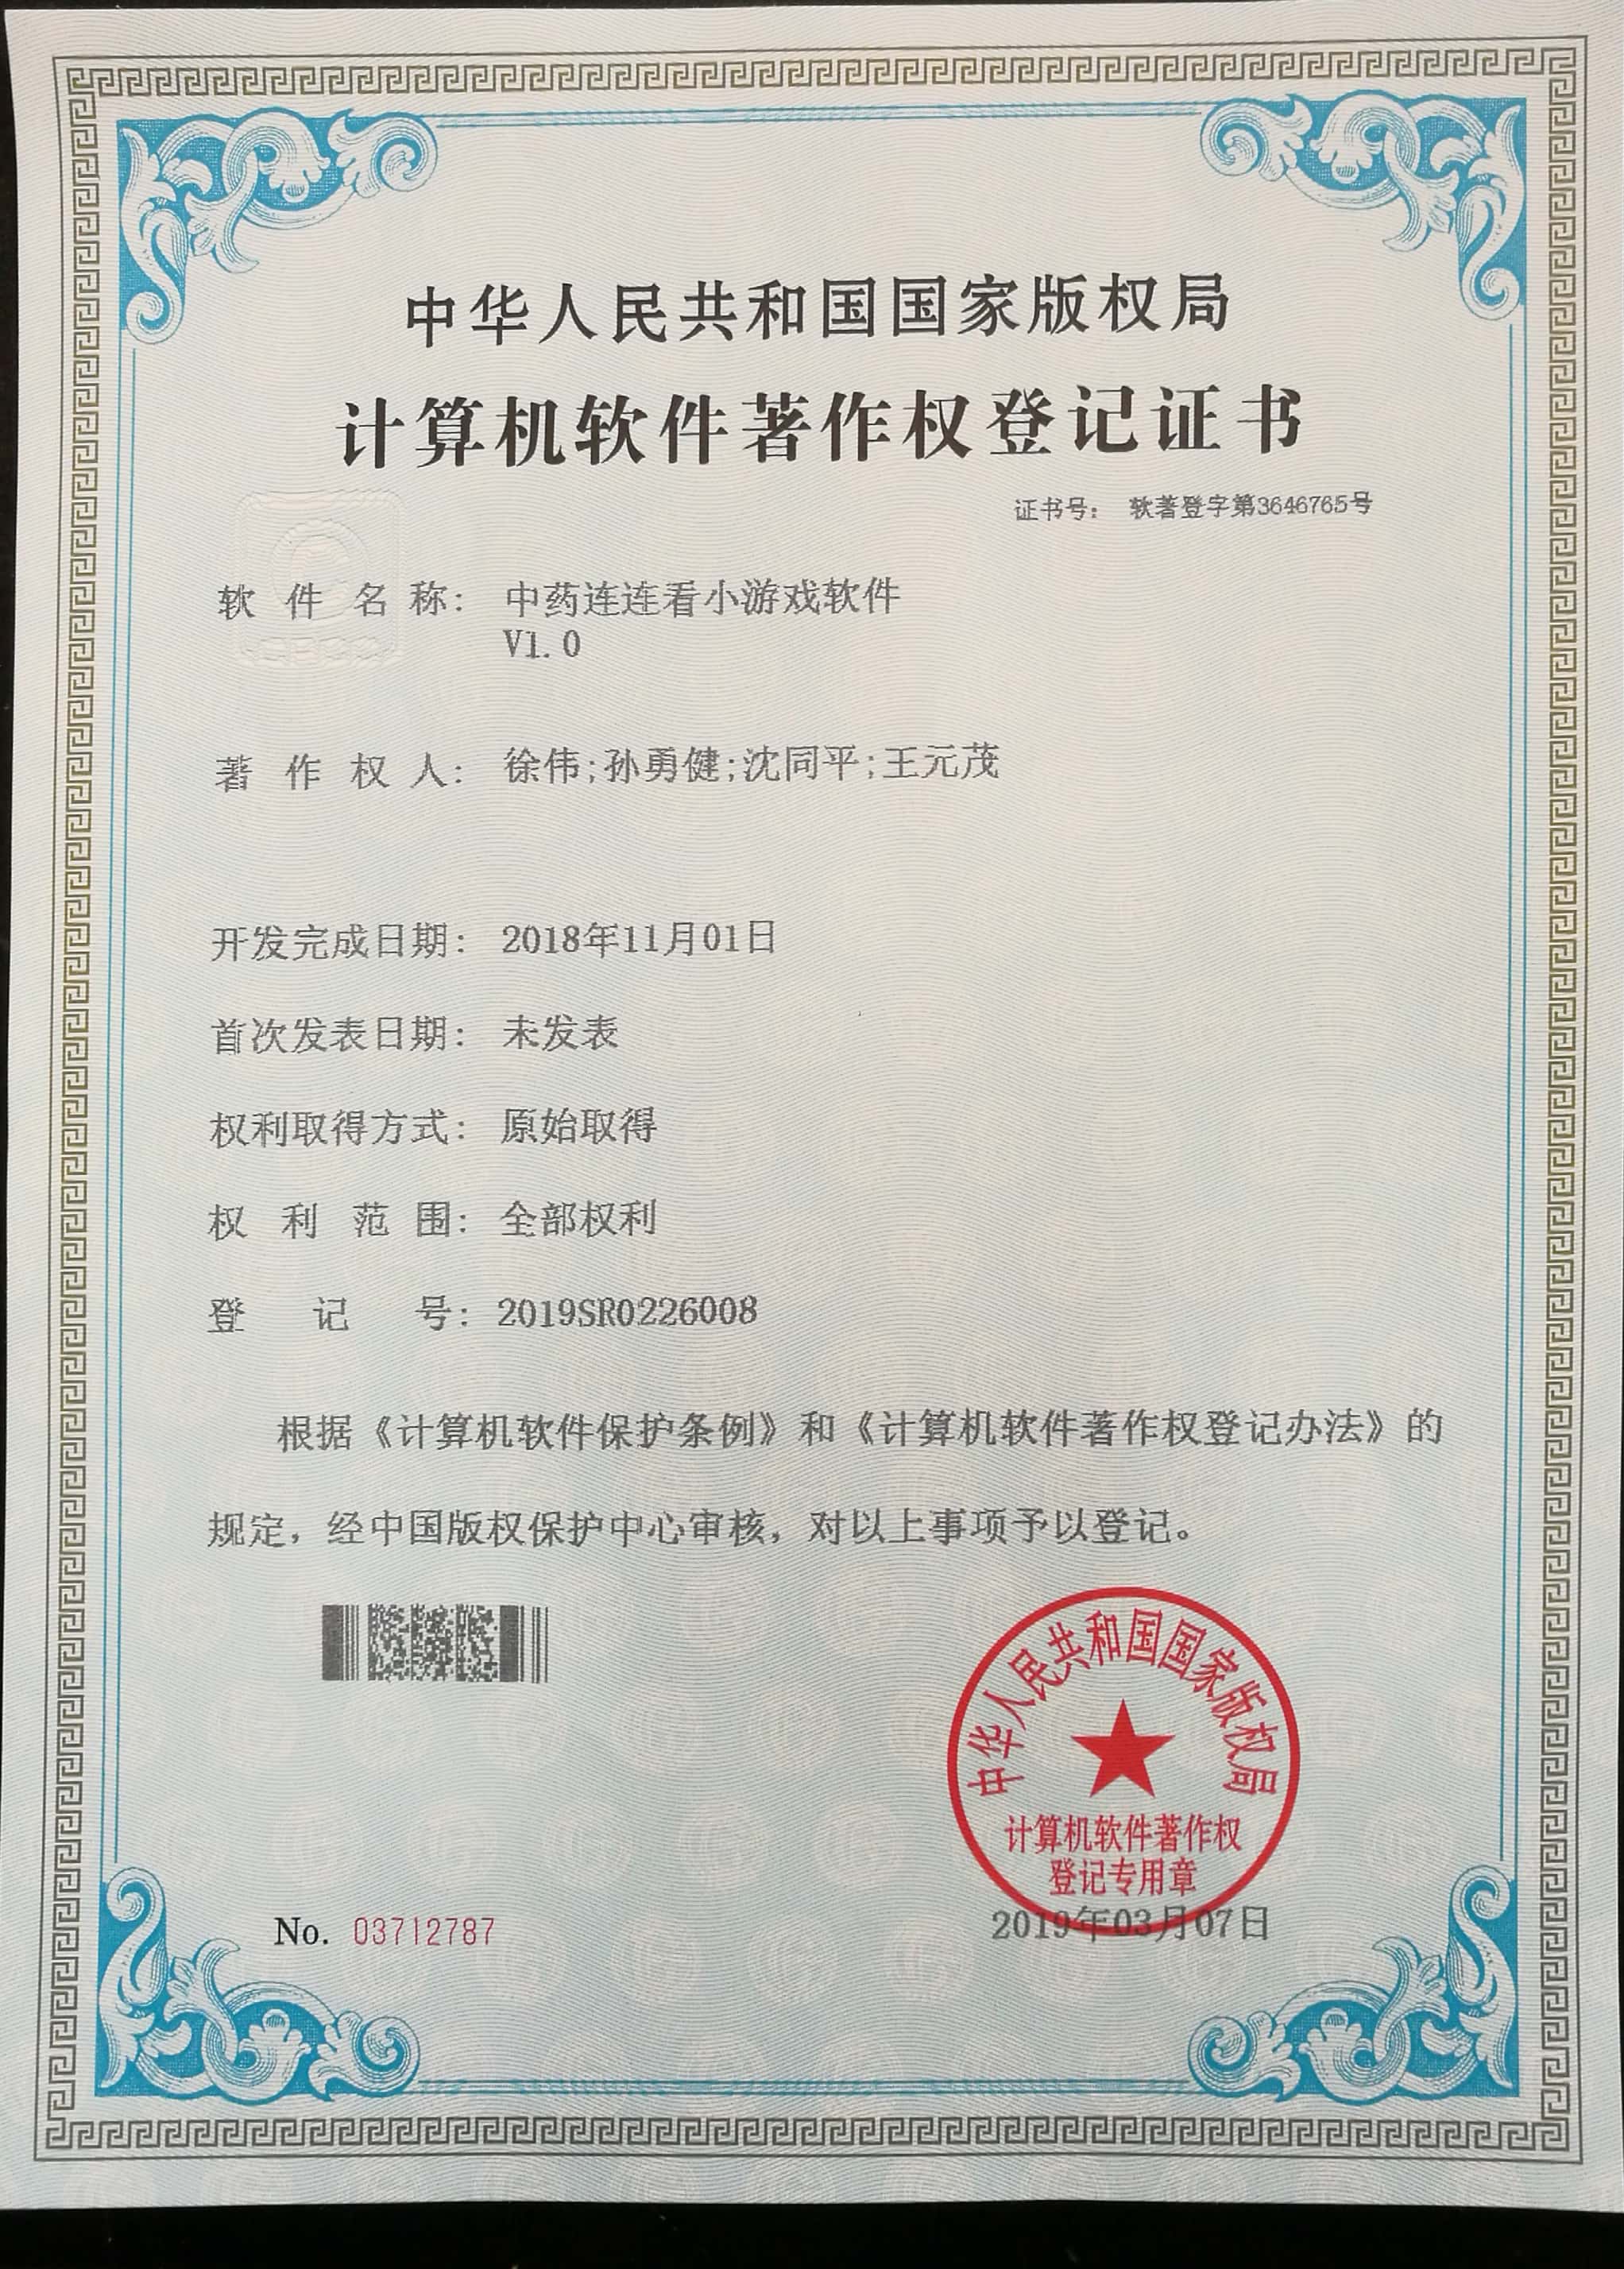 中华人民共和国国家版权局
计算机软件著作权登记证书
证书号： 软著登字第3646765号
软件名称： 中药连连看小游戏软件
V1.0
著作权人： 徐伟;孙勇健;沈同平;王元茂
开发完成日期： 2018年11月01日
首次发表日期： 未发表
权利取得方式： 原始取得
权利范围： 全部权利
登记号： 2019SR0226008
根据《计算机软件保护条例》和《计算机软件著作权登记办法》的
规定，经中国版权保护中心审核，对以上事项予以登记。
中华人民共和国国家版权局
计算机软件著作权
登记专用章
No. 03712787
2019年03月07日